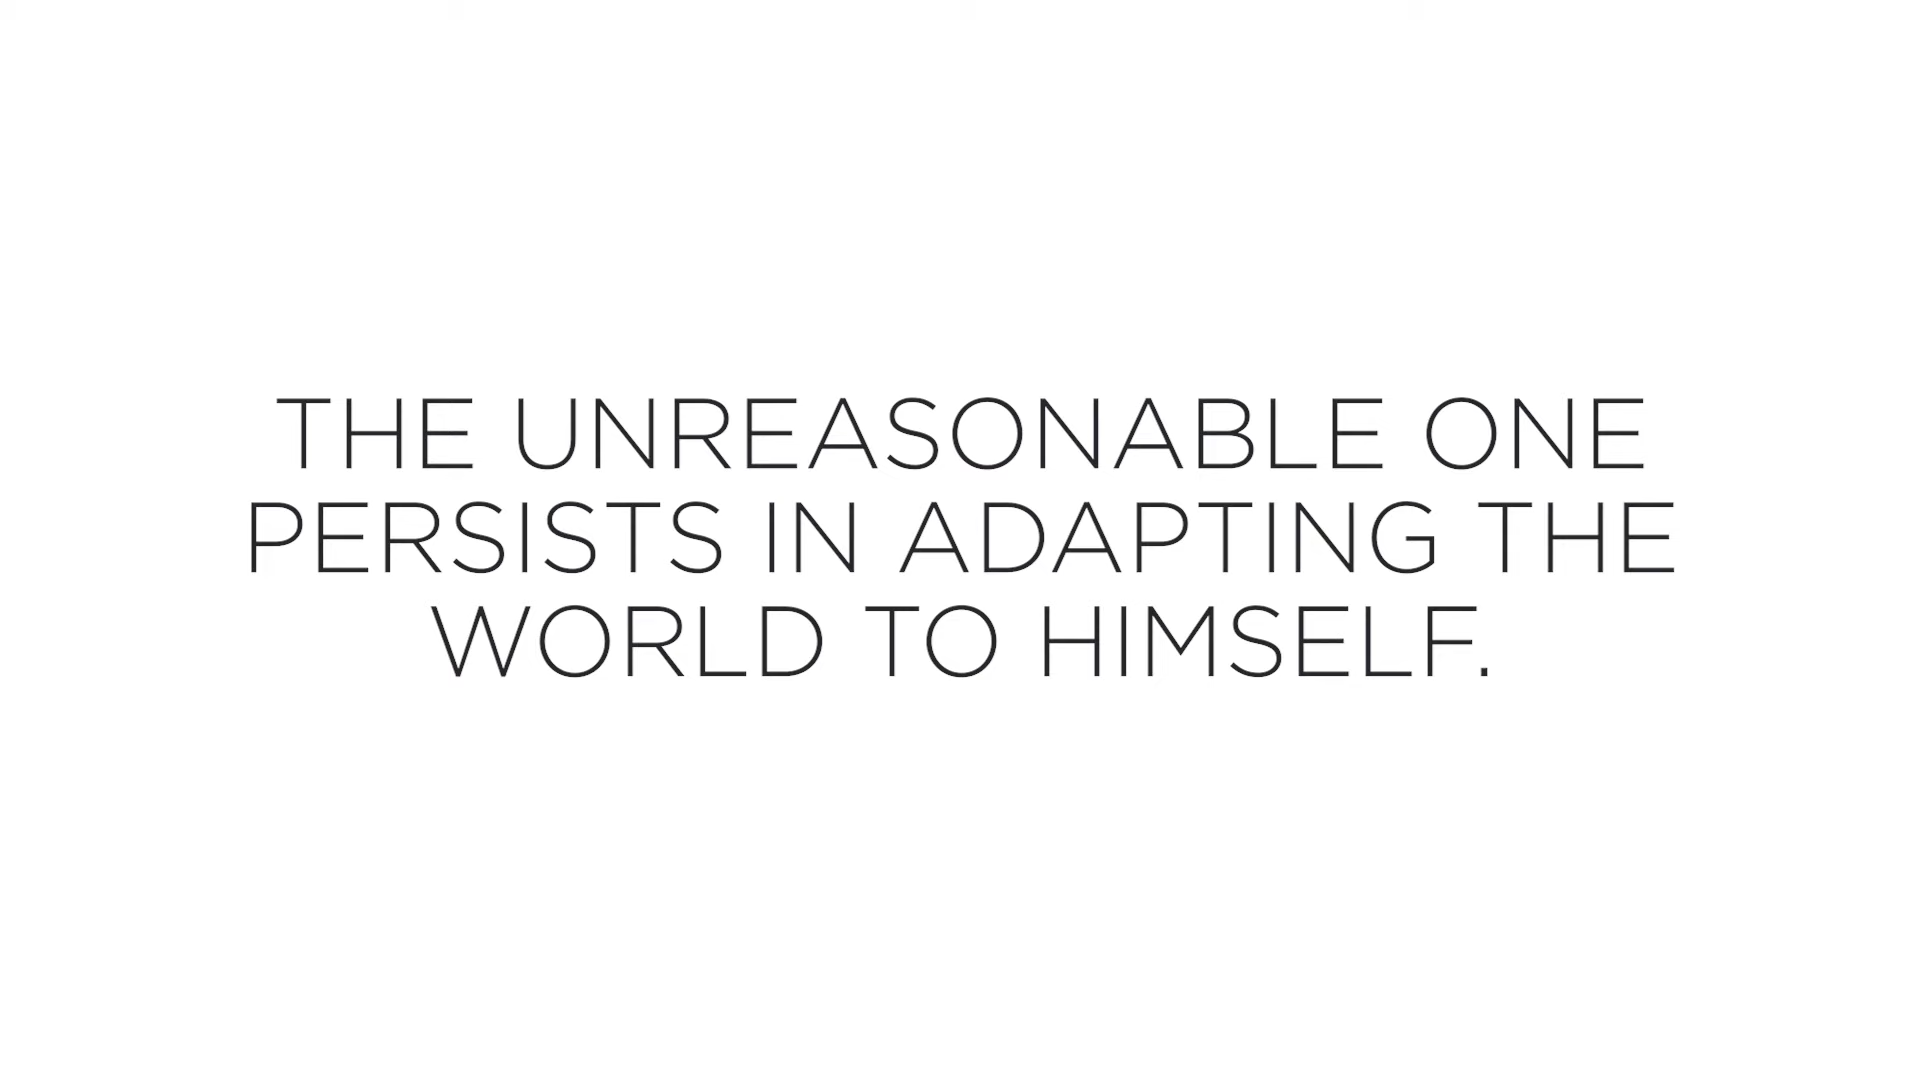 THE UNREASONABLE ONE
PERSISTS IN ADAPTING THE
WORLD TO HIMSELF.